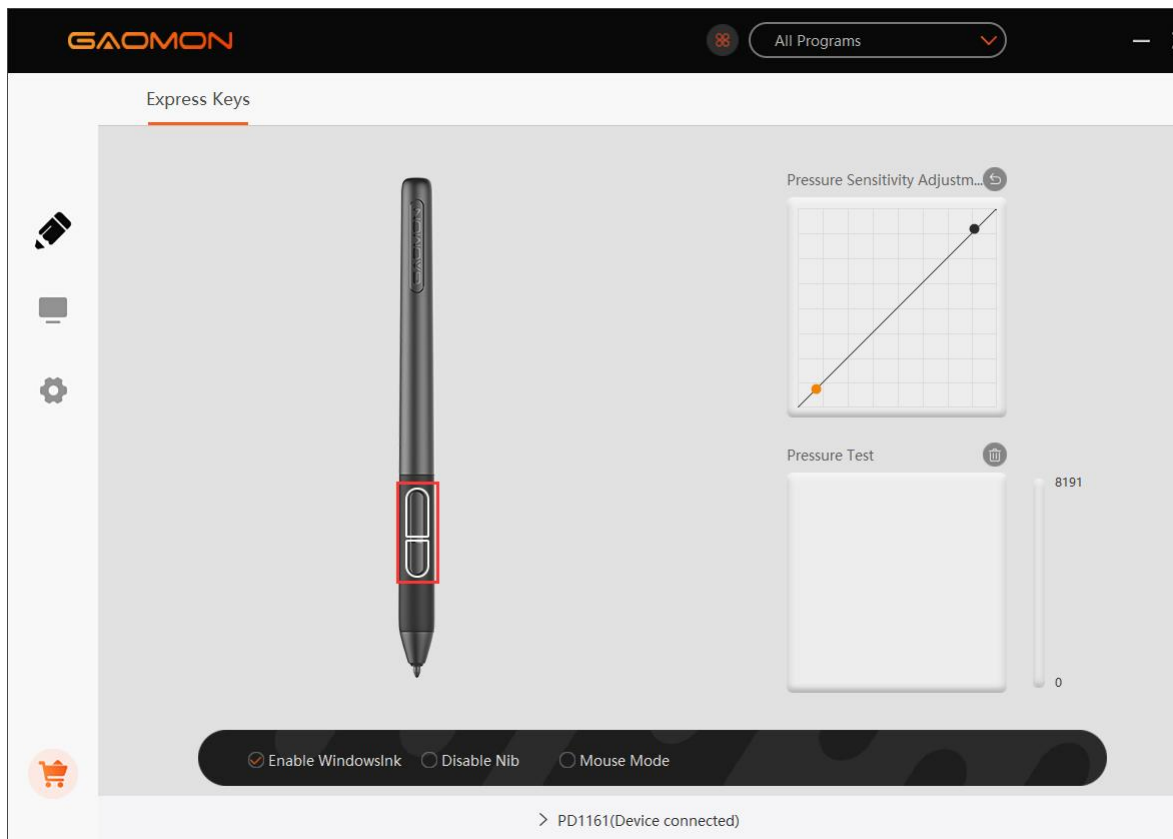 GAOMON
All Programs
Express Keys
Pressure Sensitivity Adjustm...
GAOMON
Pressure Test
8191
0
Enable WindowsInk
Disable Nib
Mouse Mode
PD1161(Device connected)